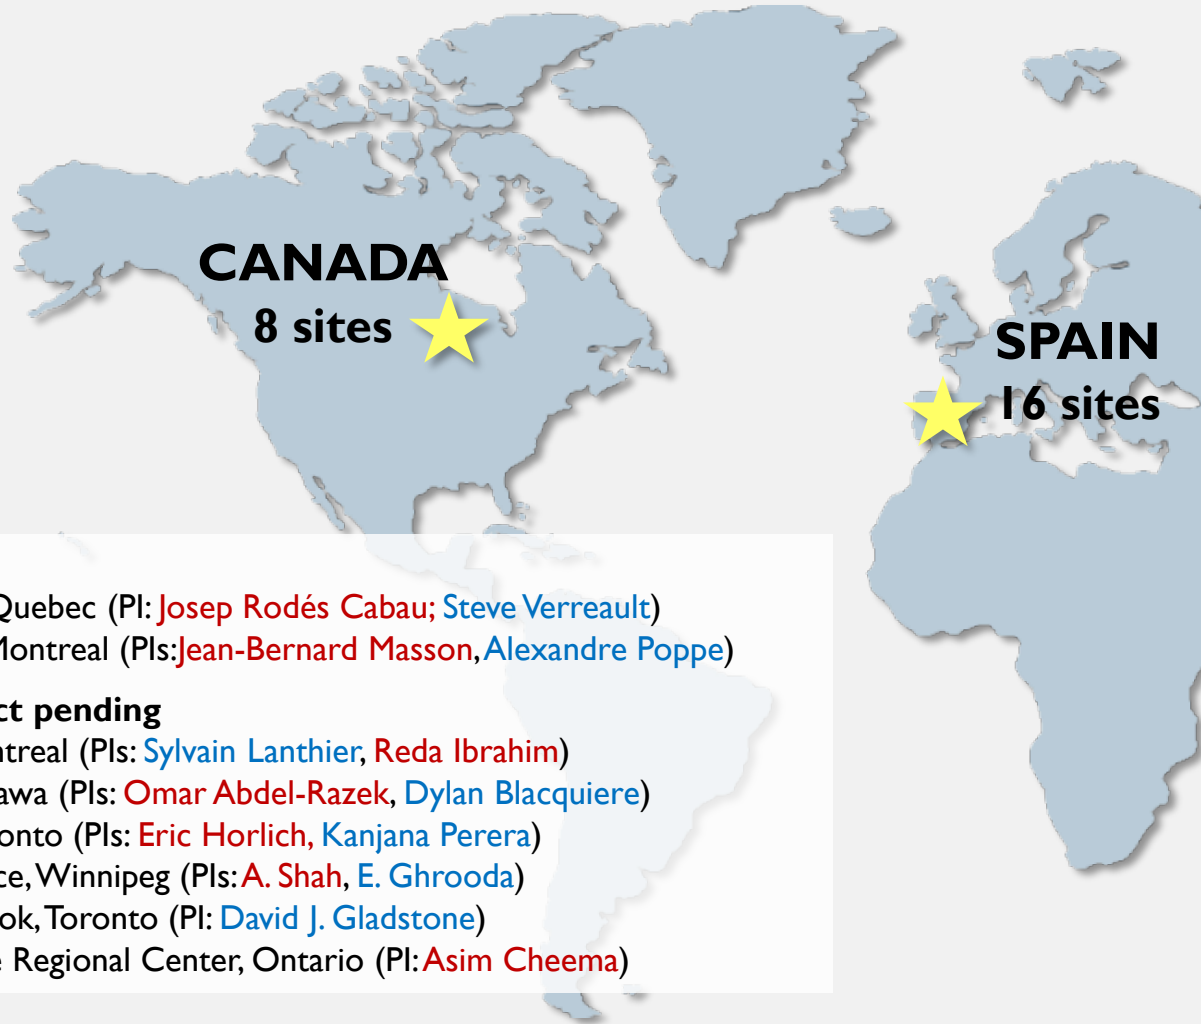 CANADA
8 sites
SPAIN
16 sites
Quebec (PI: Josep Rodés Cabau; Steve Verreault)
Montreal (PIs:Jean-Bernard Masson, Alexandre Poppe)
ct pending
ntreal (PIs: Sylvain Lanthier, Reda Ibrahim)
awa (PIs: Omar Abdel-Razek, Dylan Blacquiere)
onto (PIs: Eric Horlich, Kanjana Perera)
ce, Winnipeg (PIs: A. Shah, E. Ghrooda)
ok, Toronto (PI: David J. Gladstone)
e Regional Center, Ontario (PI: Asim Cheema)